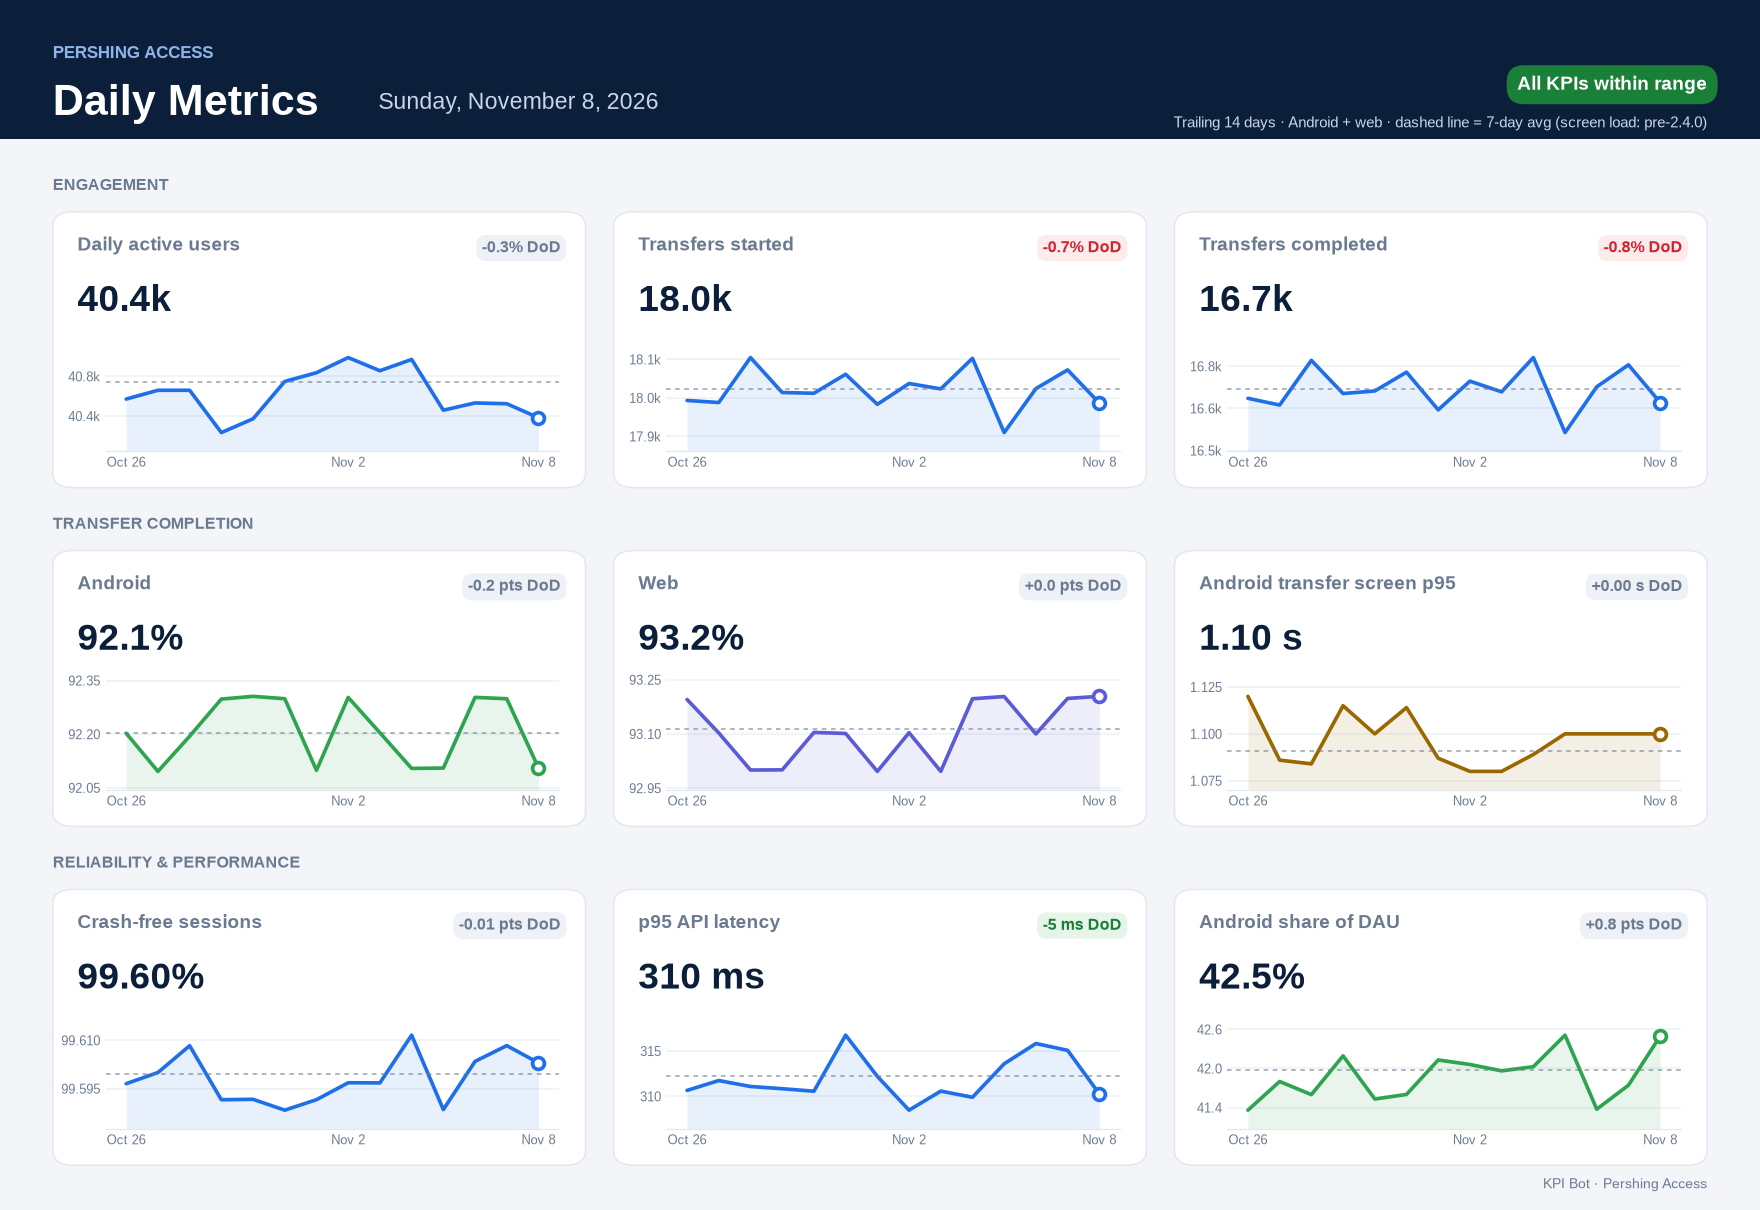 PERSHING ACCESS
Daily Metrics
Sunday, November 8, 2026
All KPIs within range
Trailing 14 days · Android + web · dashed line = 7-day avg (screen load: pre-2.4.0)
ENGAGEMENT
Daily active users
-0.3% DoD
40.4k
40.8k
40.4k
Oct 26
Nov 2
Nov 8
Transfers started
-0.7% DoD
18.0k
18.1k
18.0k
17.9k
Oct 26
Nov 2
Nov 8
Transfers completed
-0.8% DoD
16.7k
16.8k
16.6k
16.5k
Oct 26
Nov 2
Nov 8
TRANSFER COMPLETION
Android
-0.2 pts DoD
92.1%
92.35
92.20
92.05
Oct 26
Nov 2
Nov 8
Web
+0.0 pts DoD
93.2%
93.25
93.10
92.95
Oct 26
Nov 2
Nov 8
Android transfer screen p95
+0.00 s DoD
1.10 s
1.125
1.100
1.075
Oct 26
Nov 2
Nov 8
RELIABILITY & PERFORMANCE
Crash-free sessions
-0.01 pts DoD
99.60%
99.610
99.595
Oct 26
Nov 2
Nov 8
p95 API latency
-5 ms DoD
310 ms
315
310
Oct 26
Nov 2
Nov 8
Android share of DAU
+0.8 pts DoD
42.5%
42.6
42.0
41.4
Oct 26
Nov 2
Nov 8
KPI Bot · Pershing Access